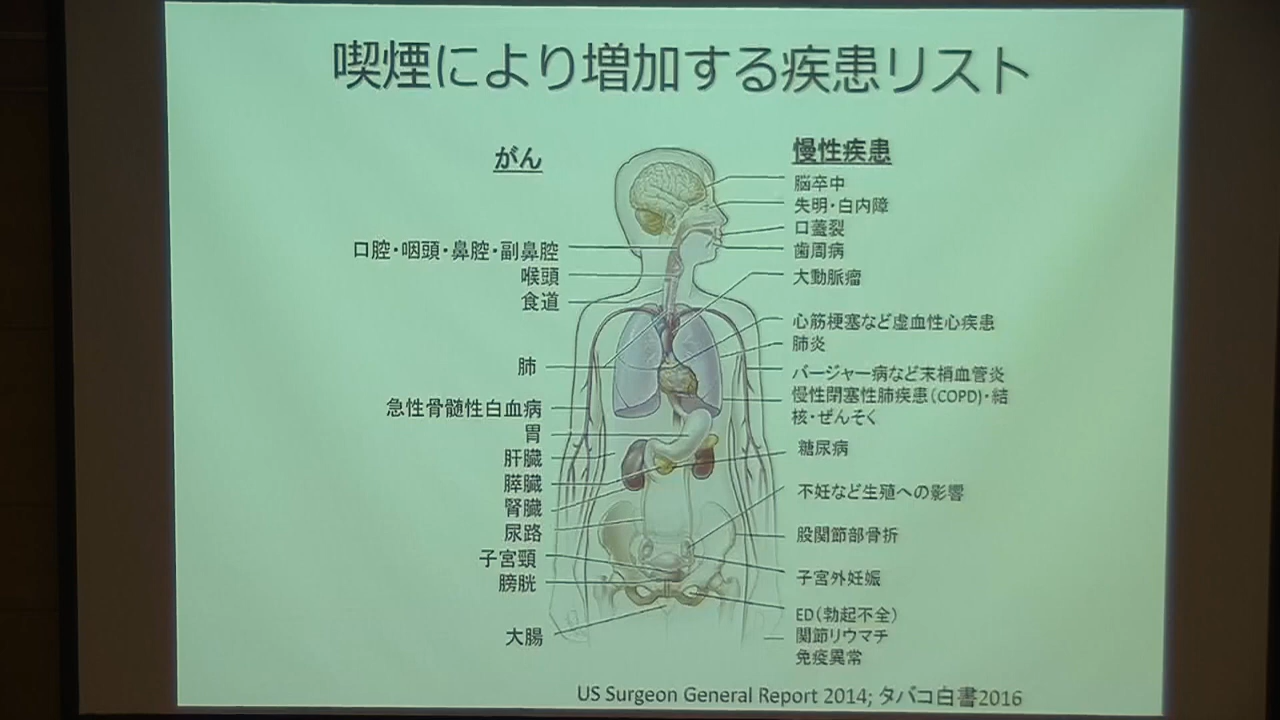 喫煙により増加する疾患リスト
がん
口腔・咽頭・鼻腔・副鼻腔
喉頭
食道
肺
急性骨髄性白血病
胃
肝臓
膵臓
腎臓
尿路
子宮頸
膀胱
大腸
慢性疾患
脳卒中
失明・白内障
口蓋裂
歯周病
大動脈瘤
心筋梗塞など虚血性心疾患
肺炎
バージャー病など末梢血管炎
慢性閉塞性肺疾患(COPD)・結
核・ぜんそく
糖尿病
不妊など生殖への影響
股関節部骨折
子宮外妊娠
ED(勃起不全)
関節リウマチ
免疫異常
US Surgeon General Report 2014; タバコ白書2016